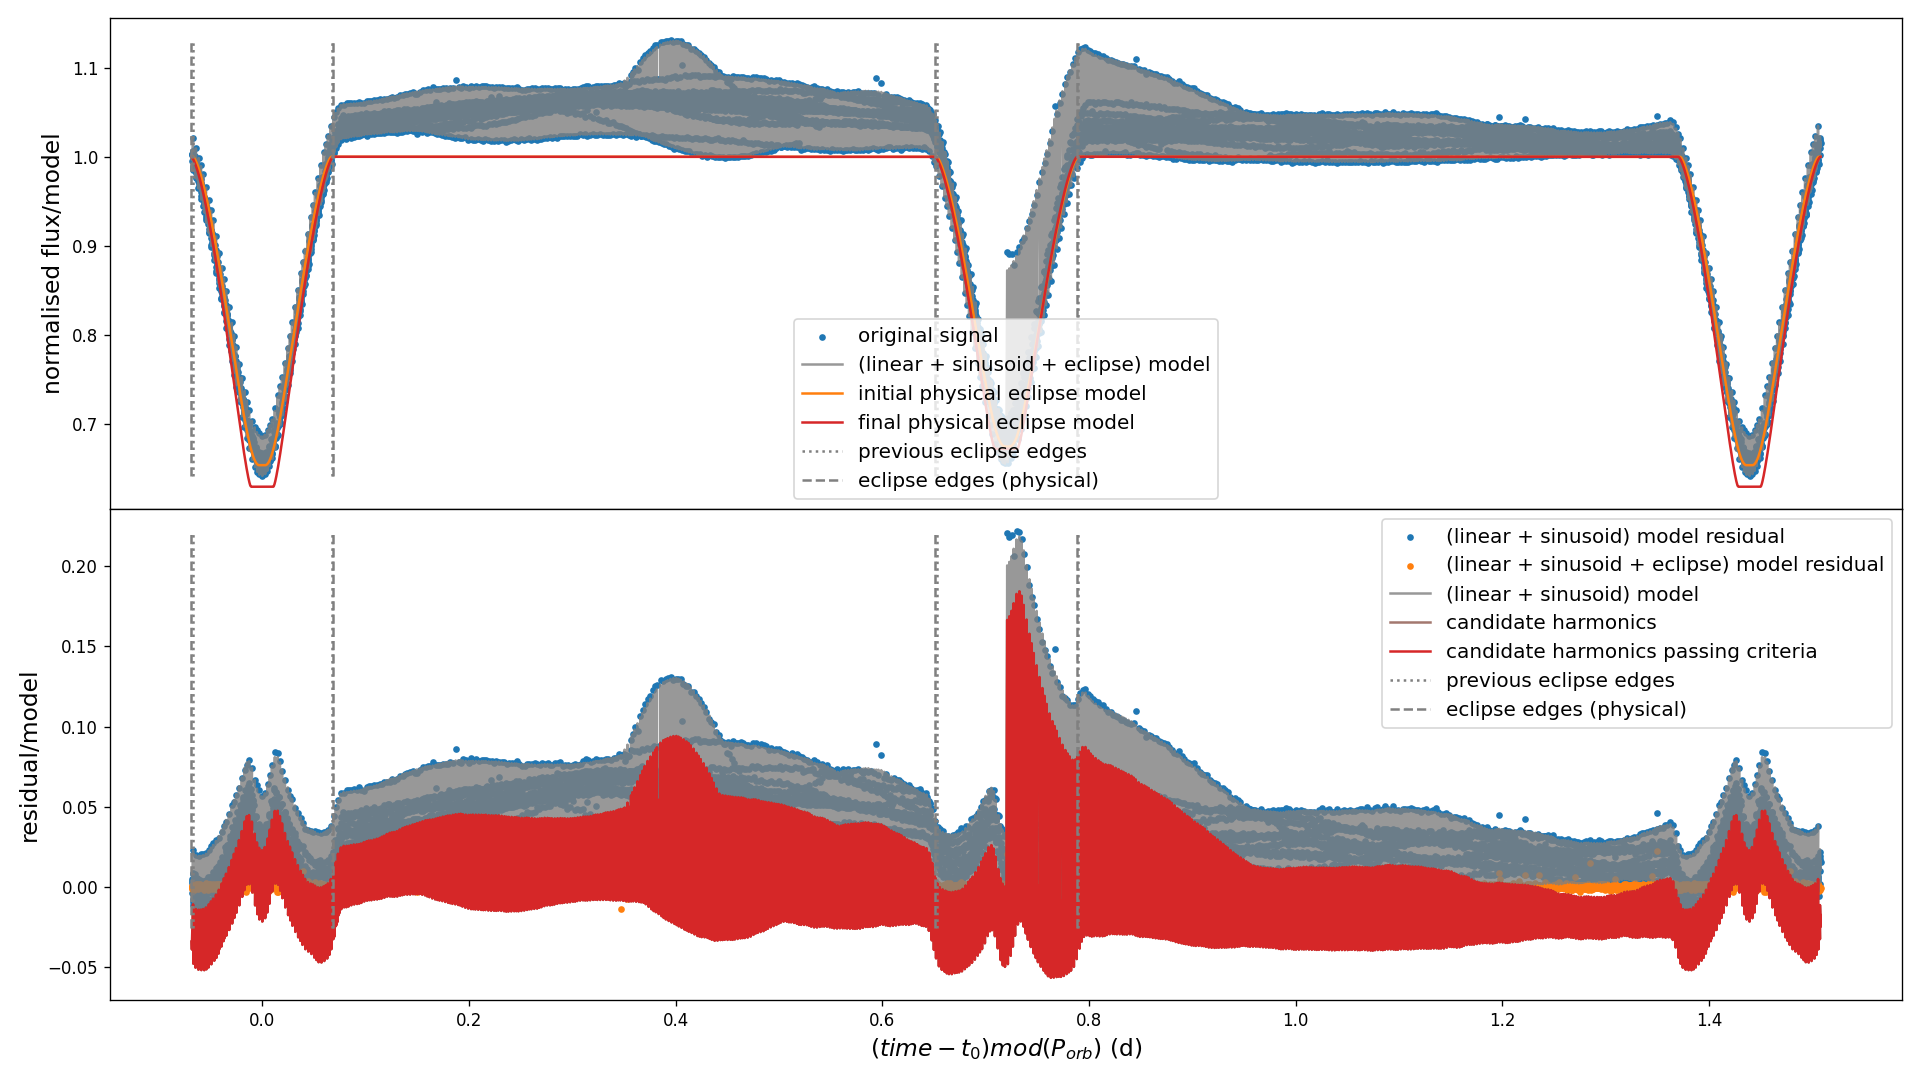 normalised flux/model
1.1
1.0
0.9
0.8
0.7
original signal
(linear + sinusoid + eclipse) model
initial physical eclipse model
final physical eclipse model
previous eclipse edges
eclipse edges (physical)
residual/model
0.20
0.15
0.10
0.05
0.00
−0.05
(linear + sinusoid) model residual
(linear + sinusoid + eclipse) model residual
(linear + sinusoid) model
candidate harmonics
candidate harmonics passing criteria
previous eclipse edges
eclipse edges (physical)
0.0 0.2 0.4 0.6 0.8 1.0 1.2 1.4
(time − t₀)mod(Pₒᵣb) (d)